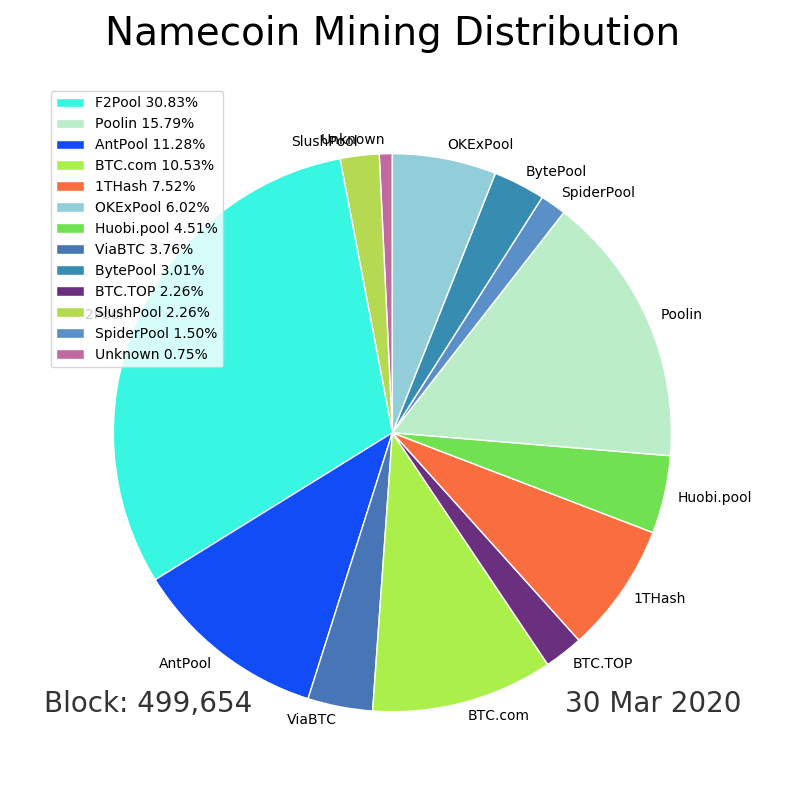 Namecoin Mining Distribution
F2Pool 30.83%
Poolin 15.79%
AntPool 11.28%
BTC.com 10.53%
1THash 7.52%
OKExPool 6.02%
Huobi.pool 4.51%
ViaBTC 3.76%
BytePool 3.01%
BTC.TOP 2.26%
SlushPool 2.26%
SpiderPool 1.50%
Unknown 0.75%
SlushPool
Unknown
OKExPool
BytePool
SpiderPool
Poolin
Huobi.pool
1THash
BTC.TOP
BTC.com
ViaBTC
AntPool
Block: 499,654
30 Mar 2020